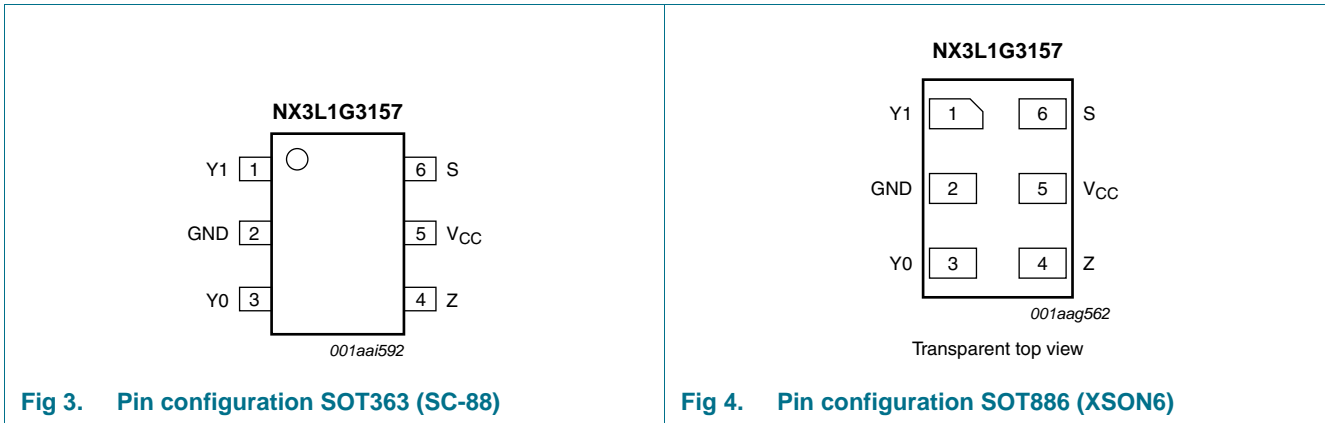 NX3L1G3157
Y1 1 6 S
GND 2 5 VCC
Y0 3 4 Z
001aai592
Fig 3. Pin configuration SOT363 (SC-88)
NX3L1G3157
Y1 1 6 S
GND 2 5 VCC
Y0 3 4 Z
001aag562
Transparent top view
Fig 4. Pin configuration SOT886 (XSON6)